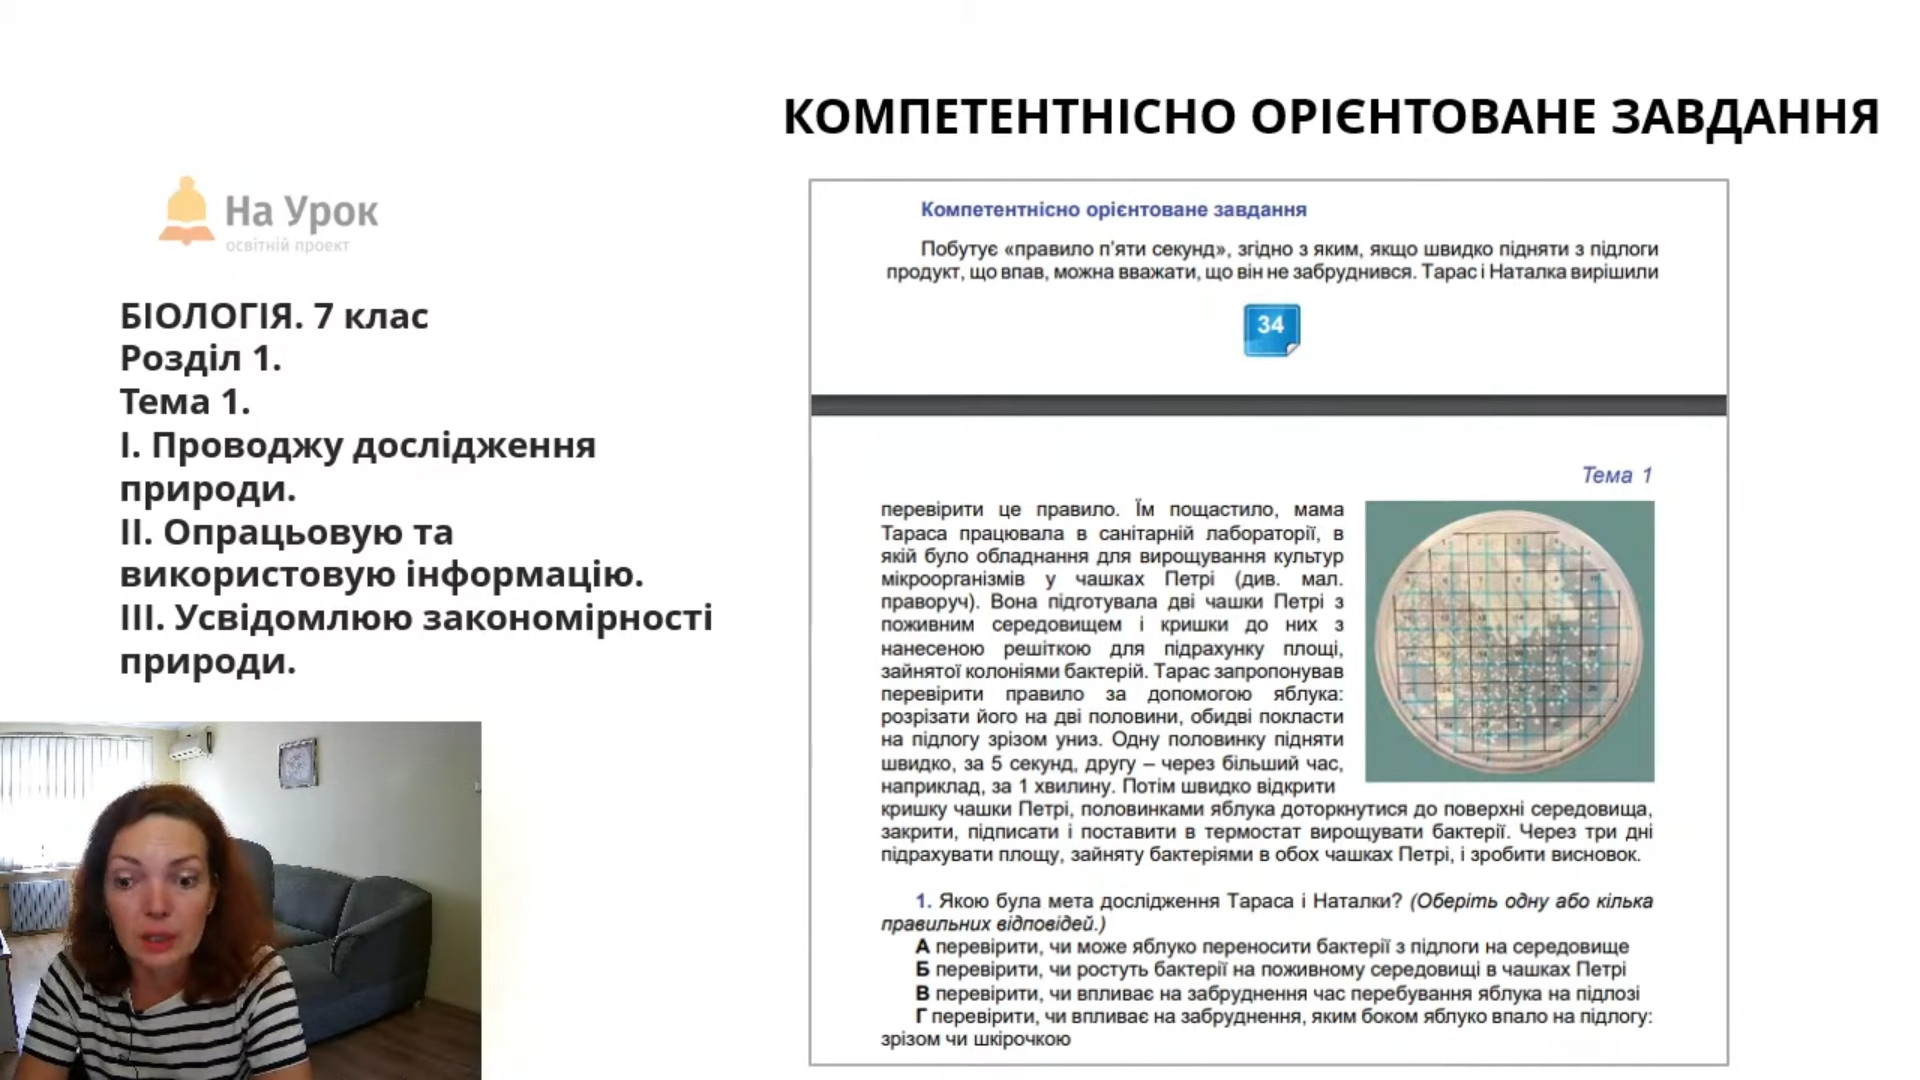 КОМПЕТЕНТНІСНО ОРІЄНТОВАНЕ ЗАВДАННЯ
На Урок
освітній проект
БІОЛОГІЯ. 7 клас
Розділ 1.
Тема 1.
І. Проводжу дослідження
природи.
ІІ. Опрацьовую та
використовую інформацію.
ІІІ. Усвідомлюю закономірності
природи.
Компетентнісно орієнтоване завдання
Побутує «правило п’яти секунд», згідно з яким, якщо швидко підняти з підлоги
продукт, що впав, можна вважати, що він не забруднився. Тарас і Наталка вирішили
34
Тема 1
перевірити це правило. Їм пощастило, мама
Тараса працювала в санітарній лабораторії, в
якій було обладнання для вирощування культур
мікроорганізмів у чашках Петрі (див. мал.
праворуч). Вона підготувала дві чашки Петрі з
поживним середовищем і кришки до них з
нанесеною решіткою для підрахунку площі,
зайнятої колоніями бактерій. Тарас запропонував
перевірити правило за допомогою яблука:
розрізати його на дві половини, обидві покласти
на підлогу зрізом униз. Одну половинку підняти
швидко, за 5 секунд, другу – через більший час,
наприклад, за 1 хвилину. Потім швидко відкрити
кришку чашки Петрі, половинками яблука доторкнутися до поверхні середовища,
закрити, підписати і поставити в термостат вирощувати бактерії. Через три дні
підрахувати площу, зайняту бактеріями в обох чашках Петрі, і зробити висновок.
1. Якою була мета дослідження Тараса і Наталки? (Оберіть одну або кілька
правильних відповідей.)
А перевірити, чи може яблуко переносити бактерії з підлоги на середовище
Б перевірити, чи ростуть бактерії на поживному середовищі в чашках Петрі
В перевірити, чи впливає на забруднення час перебування яблука на підлозі
Г перевірити, чи впливає на забруднення, яким боком яблуко впало на підлогу:
зрізом чи шкірочкою